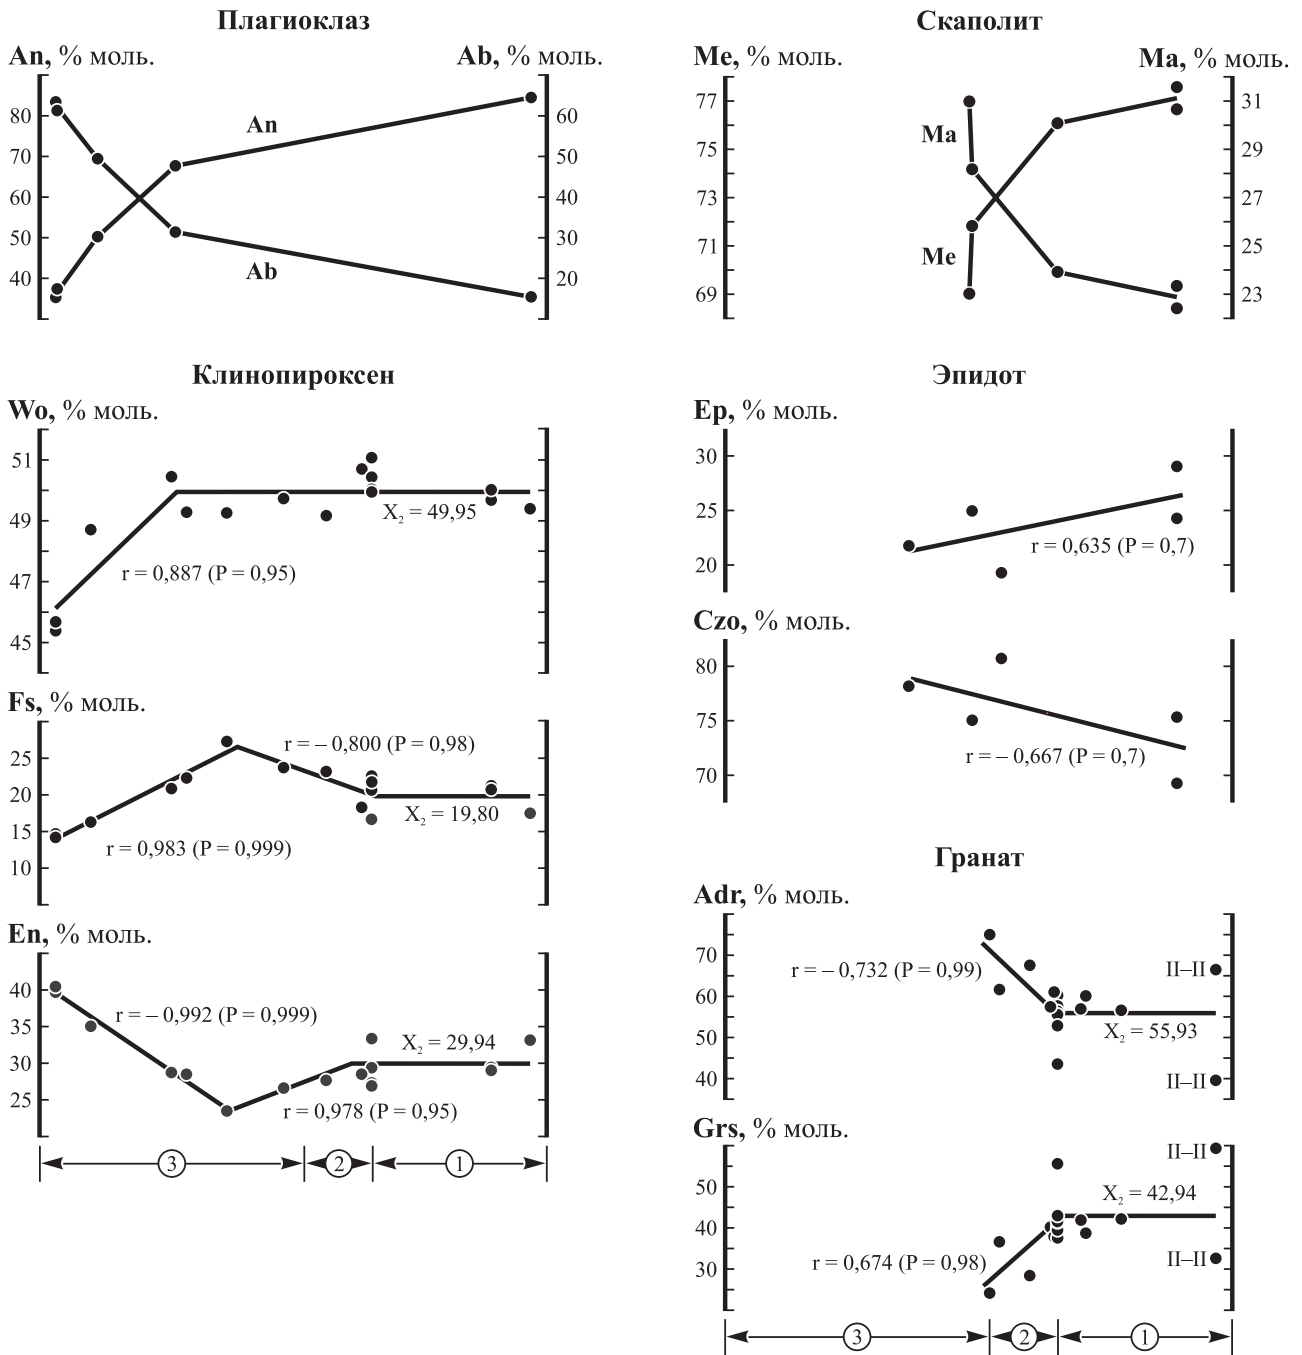 Плагиоклаз
An, % моль.
Ab, % моль.
80
70
60
50
40
60
50
40
30
20
An
Ab
Скаполит
Me, % моль.
Ma, % моль.
77
75
73
71
69
31
29
27
25
23
Ma
Me
Клинопироксен
Wo, % моль.
51
49
47
45
X₂ = 49,95
r = 0,887 (P = 0,95)
Fs, % моль.
25
20
15
10
r = – 0,800 (P = 0,98)
X₂ = 19,80
r = 0,983 (P = 0,999)
En, % моль.
40
35
30
25
r = – 0,992 (P = 0,999)
X₂ = 29,94
r = 0,978 (P = 0,95)
3
2
1
Эпидот
Ep, % моль.
30
25
20
r = 0,635 (P = 0,7)
Czo, % моль.
80
75
70
r = – 0,667 (P = 0,7)
Гранат
Adr, % моль.
70
60
50
40
r = – 0,732 (P = 0,99)
II–II
X₂ = 55,93
II–II
Grs, % моль.
50
40
30
II–II
X₂ = 42,94
r = 0,674 (P = 0,98)
II–II
3
2
1